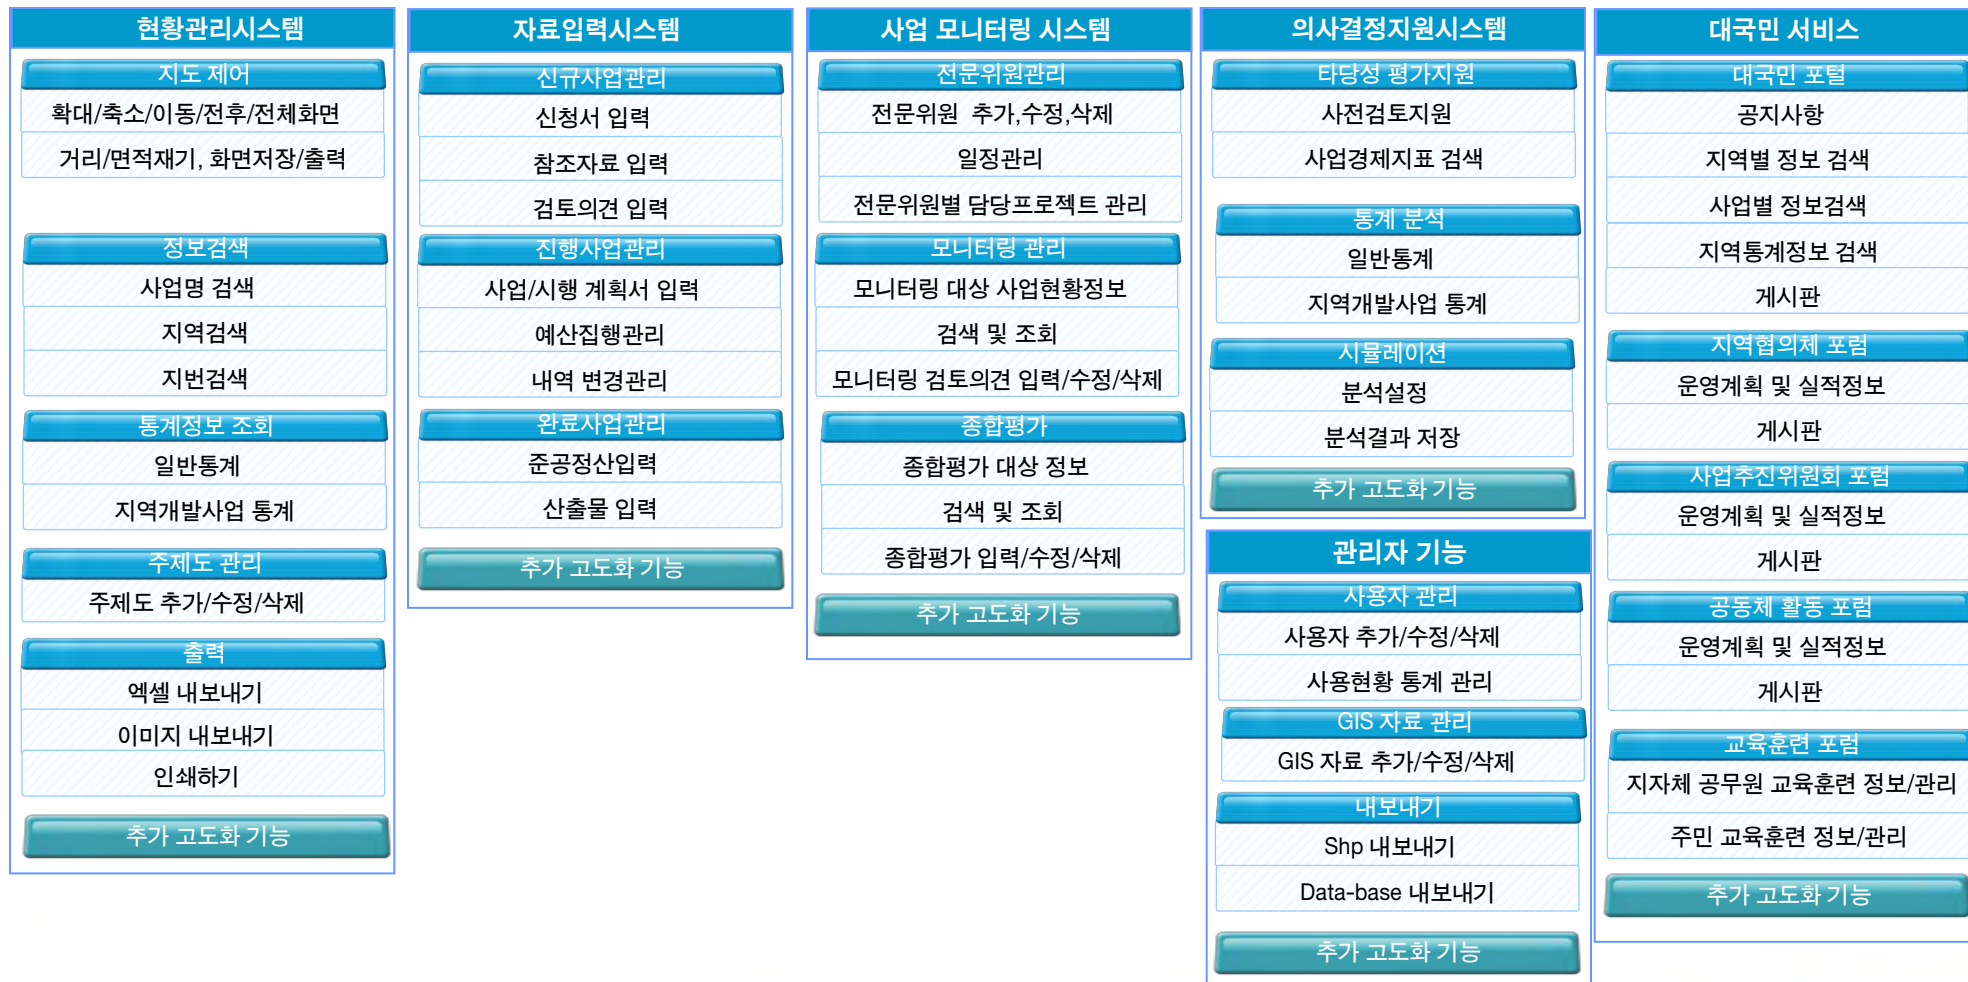 현황관리시스템
지도 제어
확대/축소/이동/전후/전체화면
거리/면적재기, 화면저장/출력
정보검색
사업명 검색
지역검색
지번검색
통계정보 조회
일반통계
지역개발사업 통계
주제도 관리
주제도 추가/수정/삭제
출력
엑셀 내보내기
이미지 내보내기
인쇄하기
추가 고도화 기능
자료입력시스템
신규사업관리
신청서 입력
참조자료 입력
검토의견 입력
진행사업관리
사업/시행 계획서 입력
예산집행관리
내역 변경관리
완료사업관리
준공정산입력
산출물 입력
추가 고도화 기능
사업 모니터링 시스템
전문위원관리
전문위원 추가,수정,삭제
일정관리
전문위원별 담당프로젝트 관리
모니터링 관리
모니터링 대상 사업현황정보
검색 및 조회
모니터링 검토의견 입력/수정/삭제
종합평가
종합평가 대상 정보
검색 및 조회
종합평가 입력/수정/삭제
추가 고도화 기능
의사결정지원시스템
타당성 평가지원
사전검토지원
사업경제지표 검색
통계 분석
일반통계
지역개발사업 통계
시뮬레이션
분석설정
분석결과 저장
추가 고도화 기능
관리자 기능
사용자 관리
사용자 추가/수정/삭제
사용현황 통계 관리
GIS 자료 관리
GIS 자료 추가/수정/삭제
내보내기
Shp 내보내기
Data-base 내보내기
추가 고도화 기능
대국민 서비스
대국민 포털
공지사항
지역별 정보 검색
사업별 정보검색
지역통계정보 검색
게시판
지역협의체 포럼
운영계획 및 실적정보
게시판
사업추진위원회 포럼
운영계획 및 실적정보
게시판
공동체 활동 포럼
운영계획 및 실적정보
게시판
교육훈련 포럼
지자체 공무원 교육훈련 정보/관리
주민 교육훈련 정보/관리
추가 고도화 기능